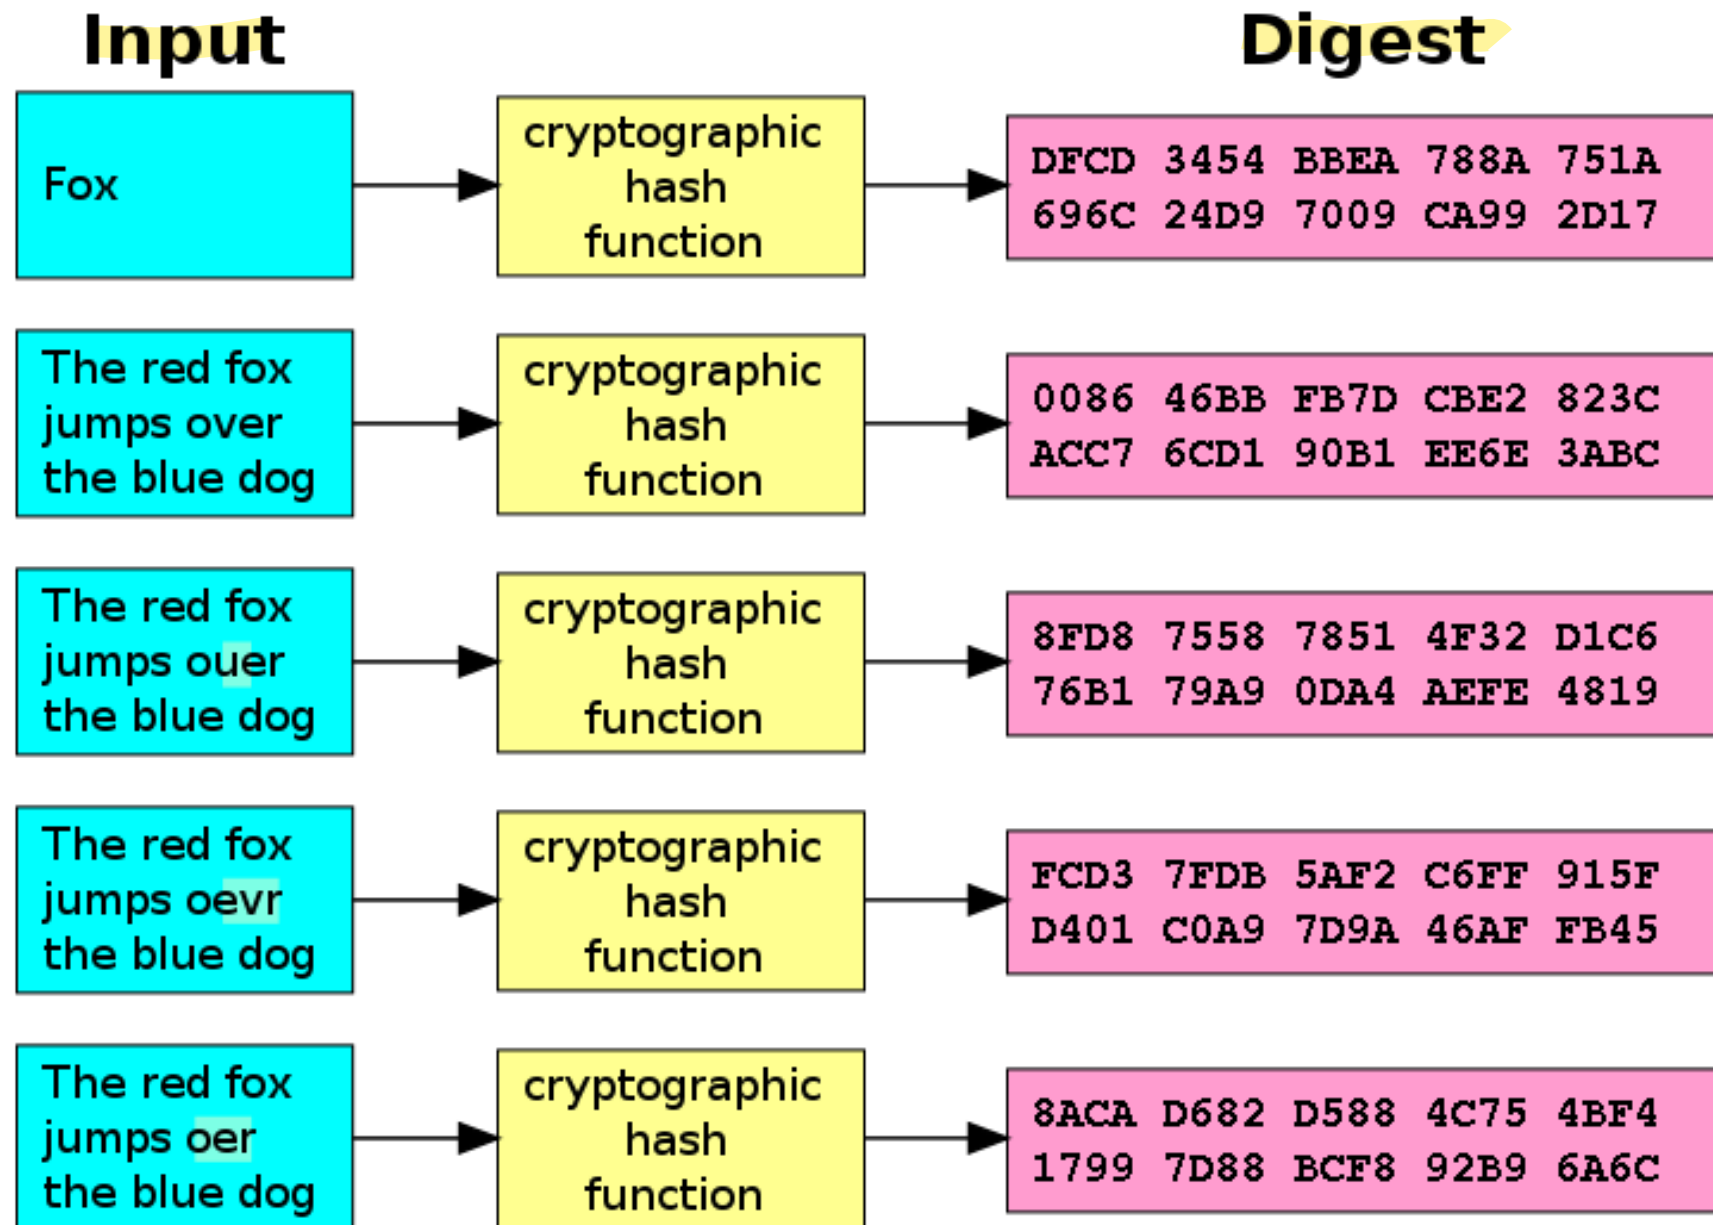 Input
Digest
Fox
cryptographic
hash
function
DFCD 3454 BBEA 788A 751A
696C 24D9 7009 CA99 2D17
The red fox
jumps over
the blue dog
cryptographic
hash
function
0086 46BB FB7D CBE2 823C
ACC7 6CD1 90B1 EE6E 3ABC
The red fox
jumps ouer
the blue dog
cryptographic
hash
function
8FD8 7558 7851 4F32 D1C6
76B1 79A9 0DA4 AEFE 4819
The red fox
jumps oevr
the blue dog
cryptographic
hash
function
FCD3 7FDB 5AF2 C6FF 915F
D401 C0A9 7D9A 46AF FB45
The red fox
jumps oer
the blue dog
cryptographic
hash
function
8ACA D682 D588 4C75 4BF4
1799 7D88 BCF8 92B9 6A6C